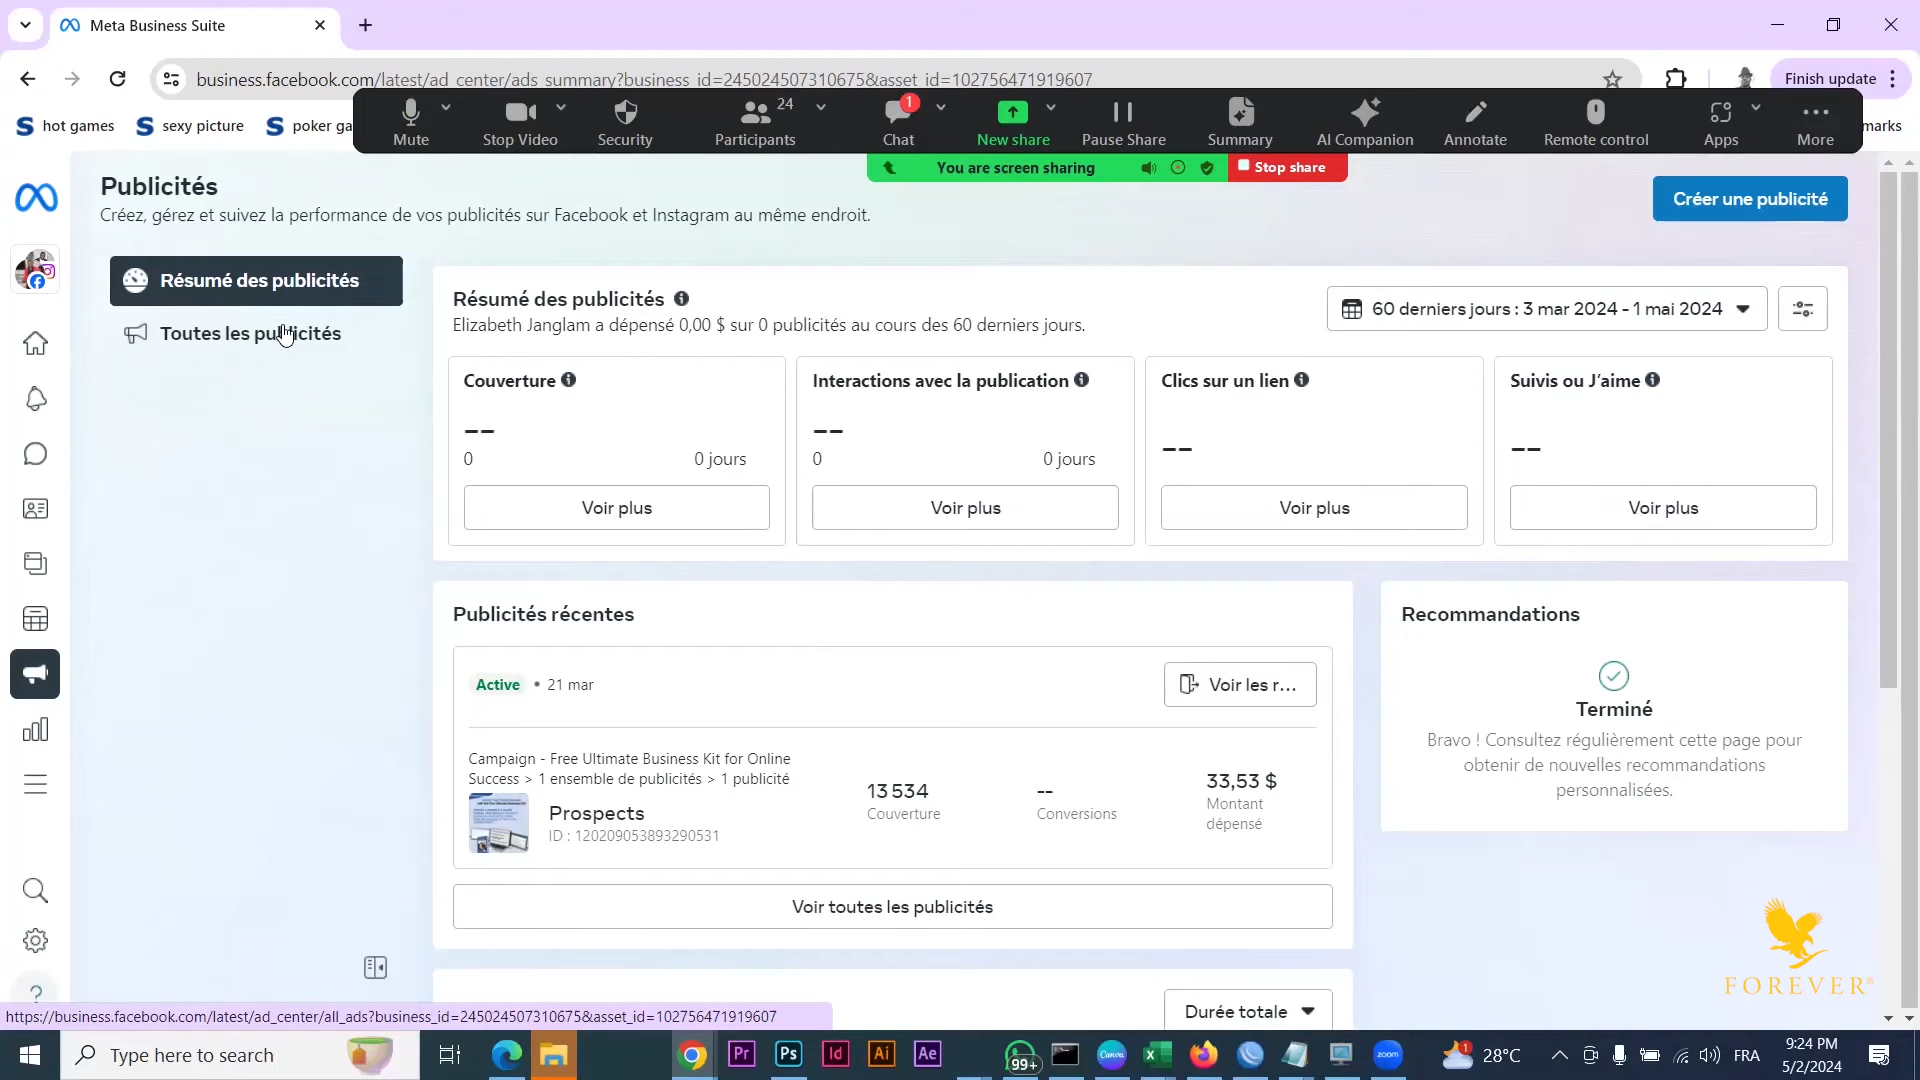 Meta Business Suite
business.facebook.com/latest/ad_center/ads_summary?business_id=245024507310675&asset_id=102756471919607
Finish update
hot games
sexy picture
poker ga
marks
Mute
Stop Video
Security
24
Participants
1
Chat
New share
Pause Share
Summary
AI Companion
Annotate
Remote control
Apps
More
You are screen sharing
Stop share
Publicités
Créez, gérez et suivez la performance de vos publicités sur Facebook et Instagram au même endroit.
Créer une publicité
Résumé des publicités
Toutes les publicités
Résumé des publicités
Elizabeth Janglam a dépensé 0,00 $ sur 0 publicités au cours des 60 derniers jours.
60 derniers jours : 3 mar 2024 - 1 mai 2024
Couverture
--
0
0 jours
Voir plus
Interactions avec la publication
--
0
0 jours
Voir plus
Clics sur un lien
--
Voir plus
Suivis ou J’aime
--
Voir plus
Publicités récentes
Active • 21 mar
Voir les r...
Campaign - Free Ultimate Business Kit for Online
Success > 1 ensemble de publicités > 1 publicité
Prospects
ID : 120209053893290531
13 534
Couverture
--
Conversions
33,53 $
Montant
dépensé
Voir toutes les publicités
Durée totale
Recommandations
Terminé
Bravo ! Consultez régulièrement cette page pour
obtenir de nouvelles recommandations
personnalisées.
FOREVER®
https://business.facebook.com/latest/ad_center/all_ads?business_id=245024507310675&asset_id=102756471919607
Type here to search
Pr
Ps
Id
Ai
Ae
99+
Canva
zoom
1
28°C
FRA
9:24 PM
5/2/2024